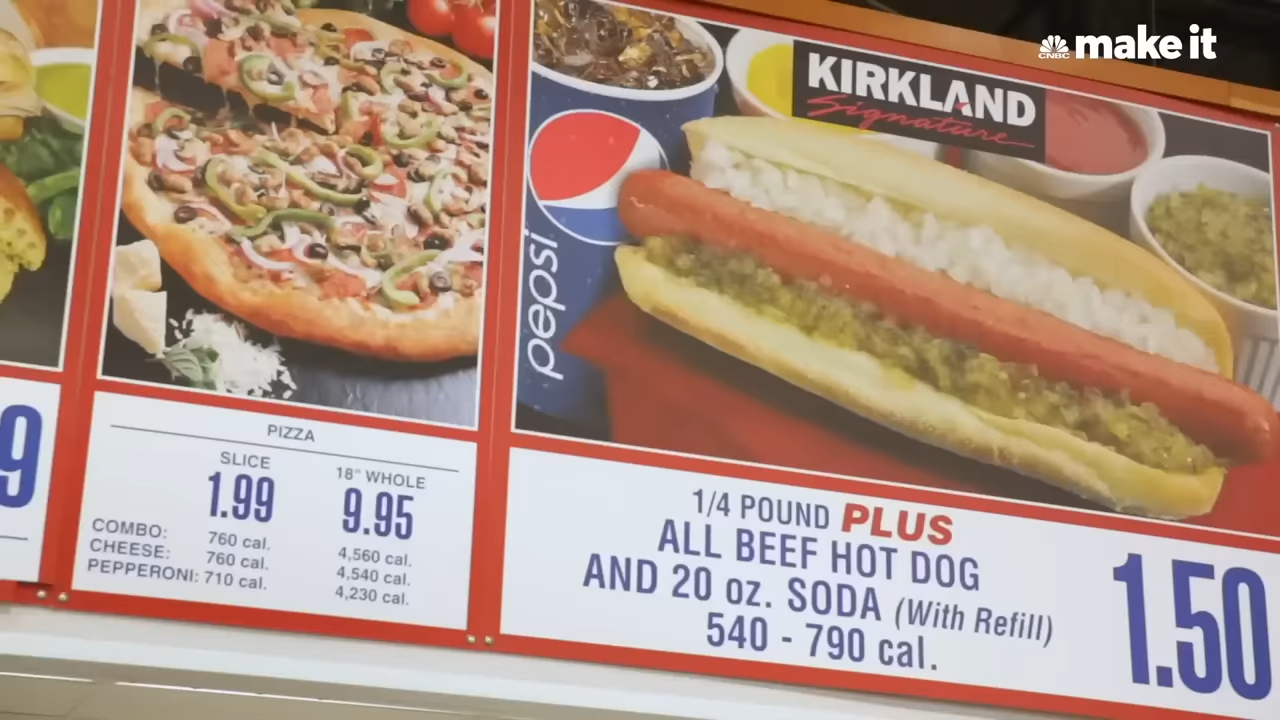 CNBC make it
KIRKLAND
Signature
pepsi
9
PIZZA
SLICE
18" WHOLE
1.99
9.95
COMBO: 760 cal. 4,560 cal.
CHEESE: 760 cal. 4,540 cal.
PEPPERONI: 710 cal. 4,230 cal.
1/4 POUND PLUS
ALL BEEF HOT DOG
AND 20 oz. SODA (With Refill)
540 - 790 cal.
1.50